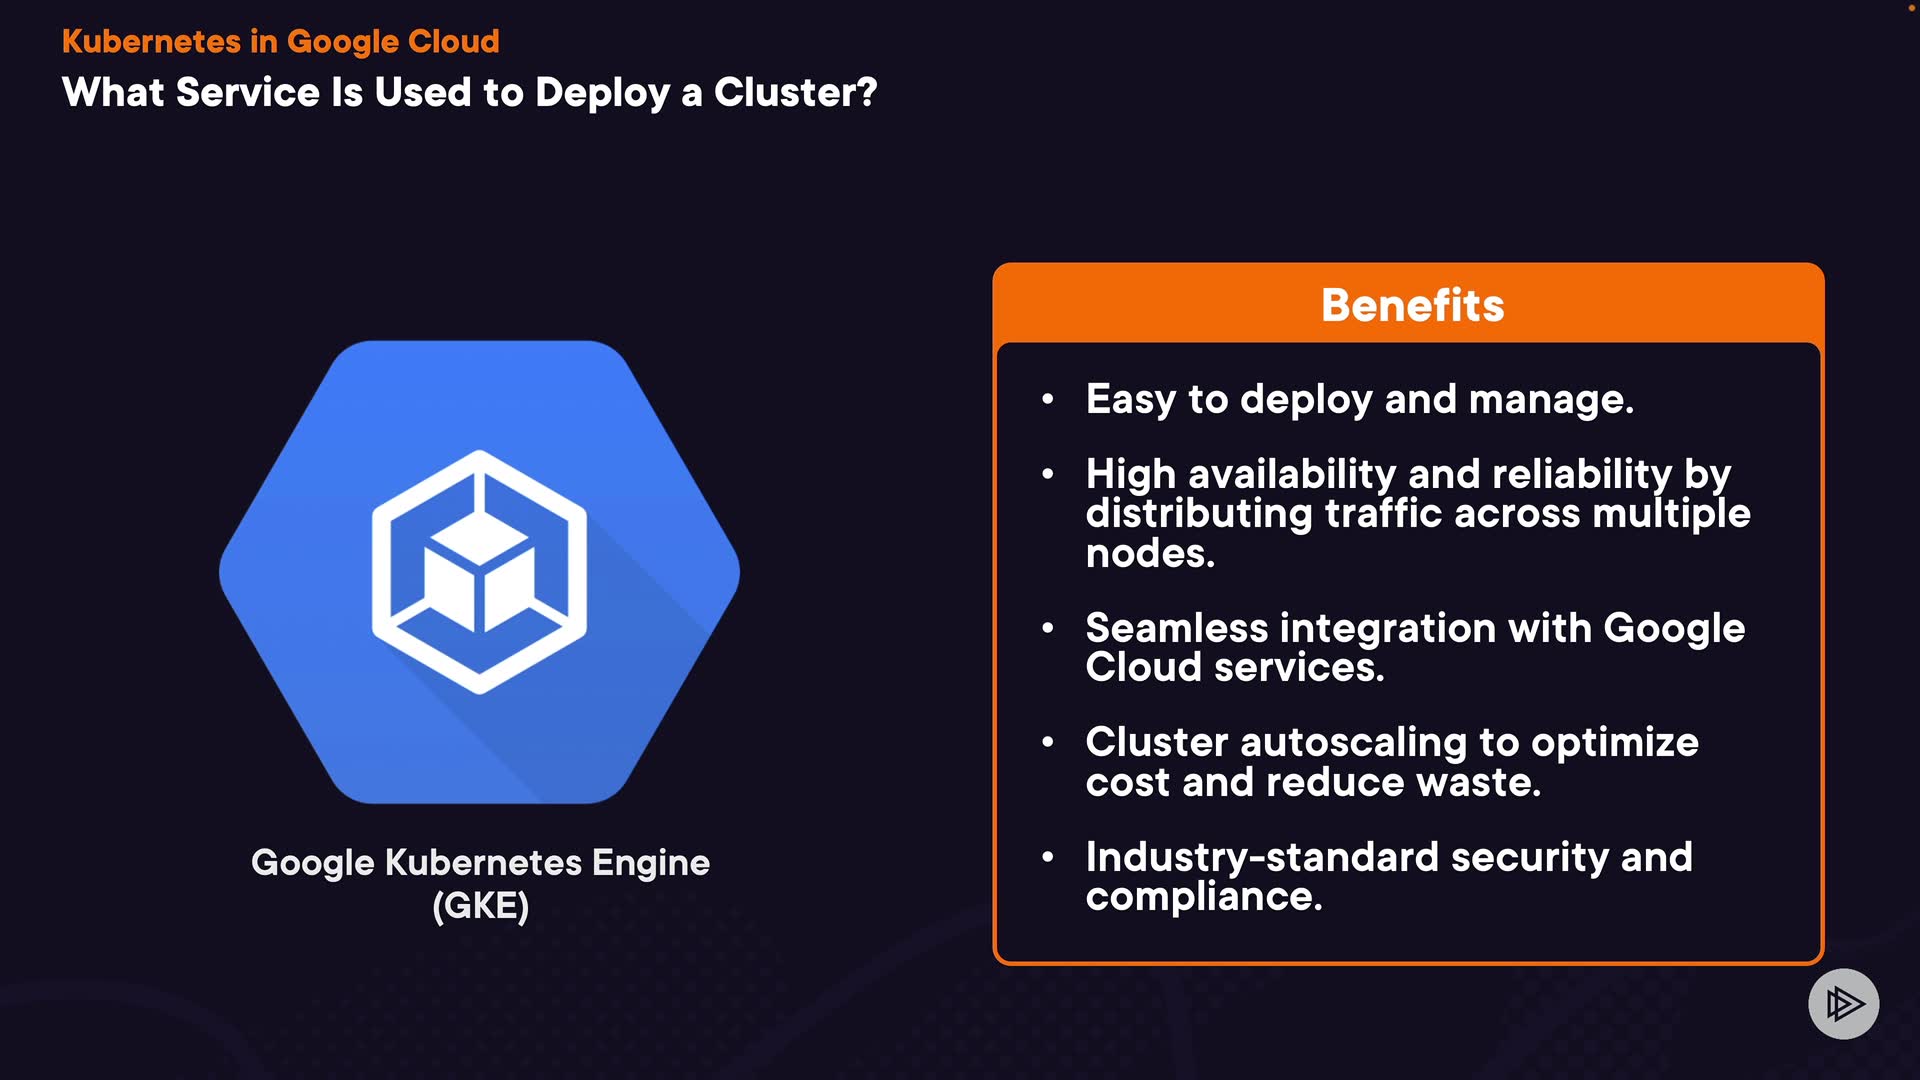 Kubernetes in Google Cloud
What Service Is Used to Deploy a Cluster?
Google Kubernetes Engine
(GKE)
Benefits
• Easy to deploy and manage.
• High availability and reliability by
distributing traffic across multiple
nodes.
• Seamless integration with Google
Cloud services.
• Cluster autoscaling to optimize
cost and reduce waste.
• Industry-standard security and
compliance.